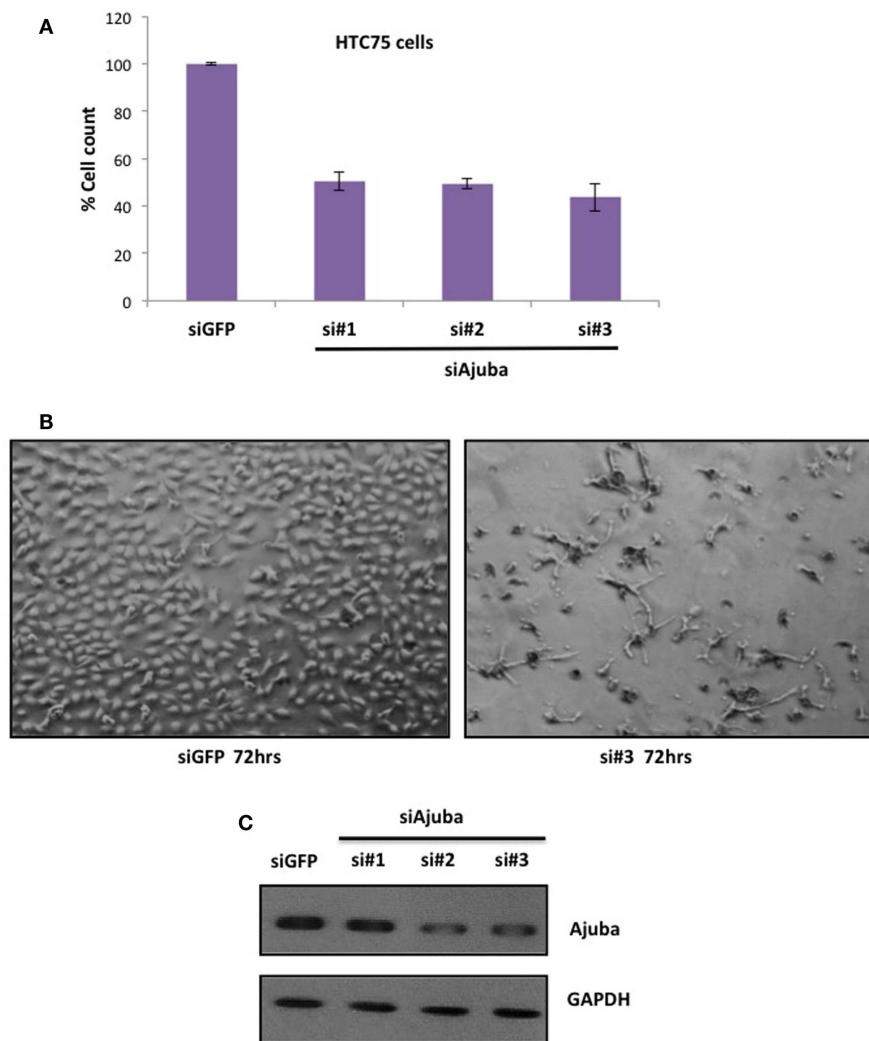 A
HTC75 cells
% Cell count
120
100
80
60
40
20
0
siGFP si#1 si#2 si#3
siAjuba
B
siGFP 72hrs si#3 72hrs
C
siAjuba
siGFP si#1 si#2 si#3
Ajuba
GAPDH